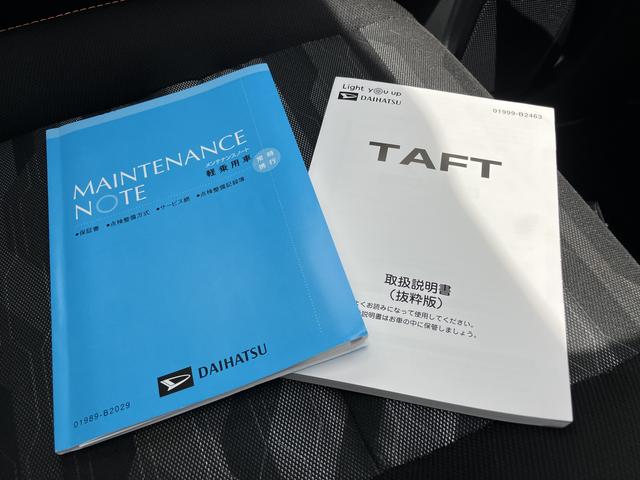 MAINTENANCE
NOTE
メンテナンスノート
軽乗用車
常時
携行
●保証書 ●点検整備方式 ●サービス網 ●点検整備記録簿
DAIHATSU
01989-B2029
Light you up
DAIHATSU
01999-B2463
TAFT
取扱説明書
(抜粋版)
くお読みになって使用してください。
説明書はお車の中に保管しましょう。